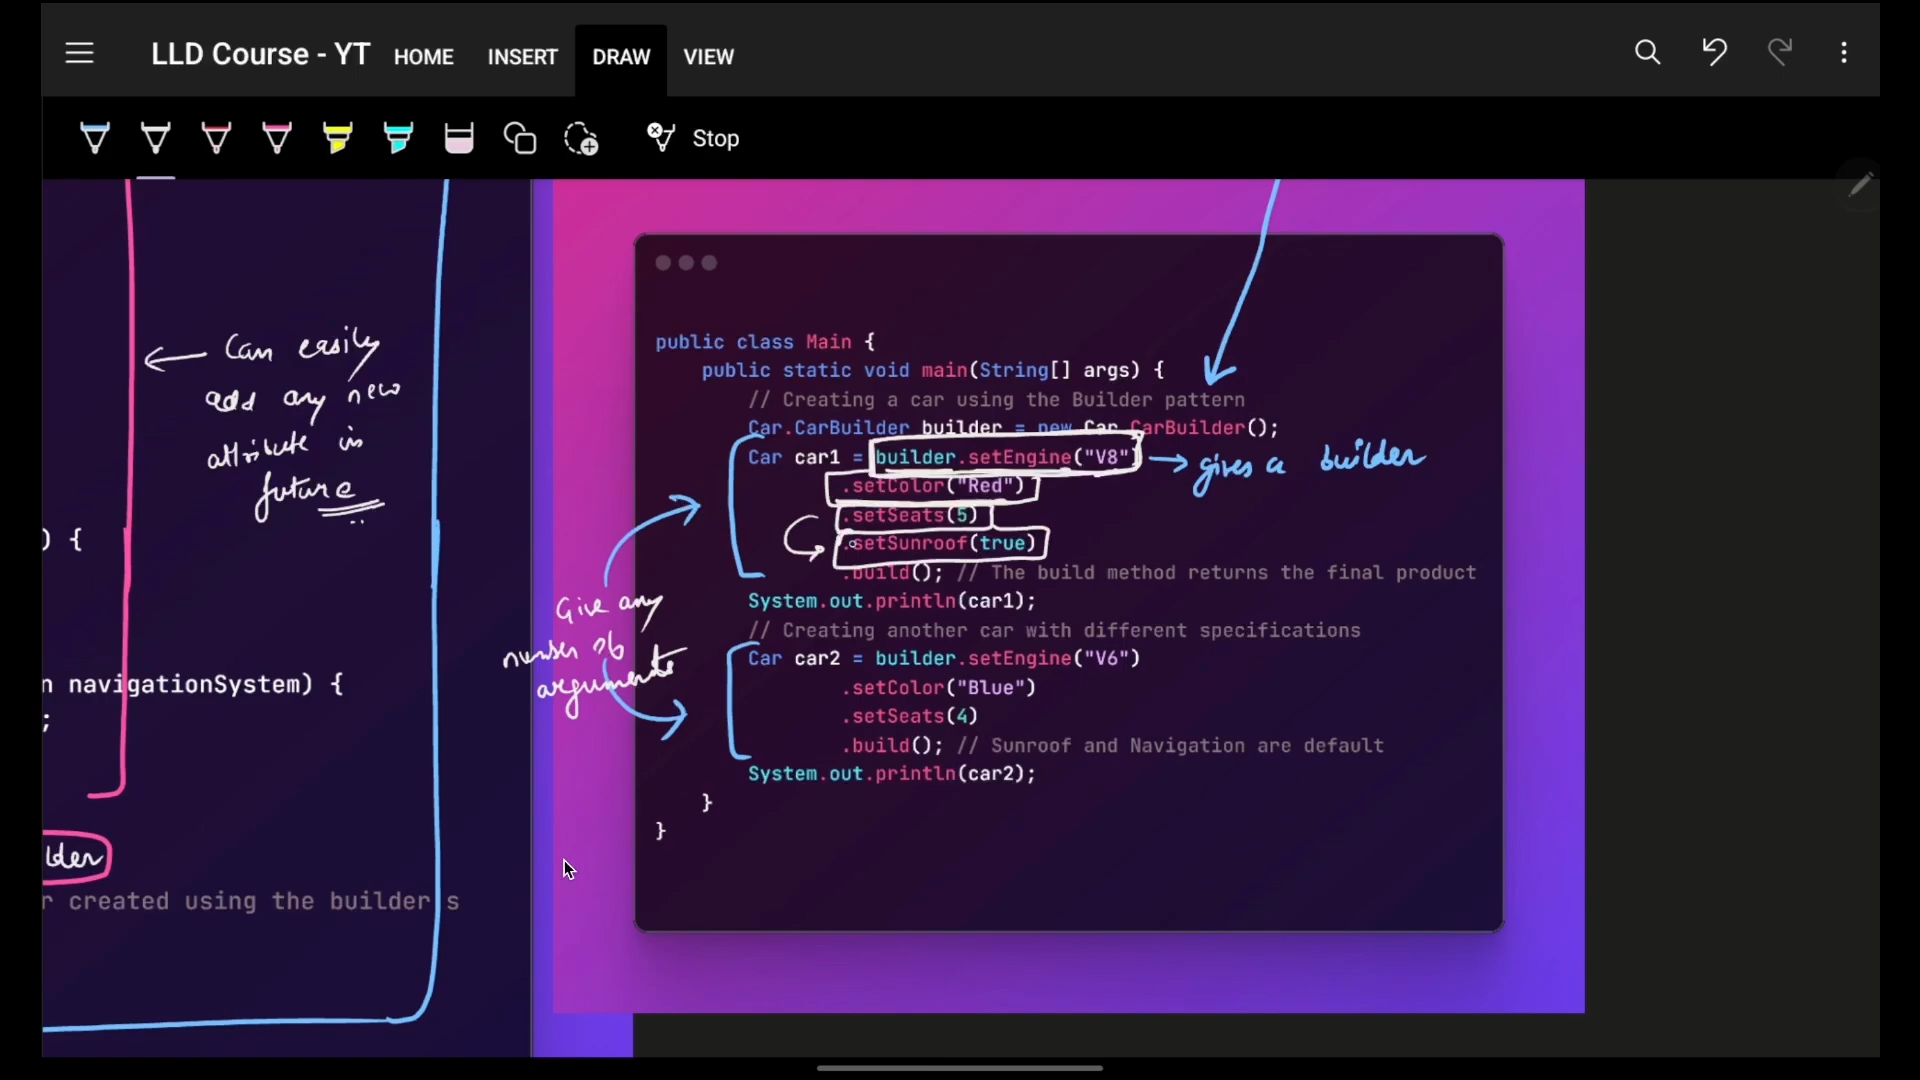 LLD Course - YT HOME INSERT DRAW VIEW
Stop
Can easily
add any new
attribute in
future
) {
n navigationSystem) {
;
lder
r created using the builder s
public class Main {
public static void main(String[] args) {
// Creating a car using the Builder pattern
Car.CarBuilder builder = new Car.CarBuilder();
Car car1 = builder.setEngine("V8")
gives a builder
.setColor("Red")
.setSeats(5)
.setSunroof(true)
.build(); // The build method returns the final product
System.out.println(car1);
// Creating another car with different specifications
Car car2 = builder.setEngine("V6")
.setColor("Blue")
.setSeats(4)
.build(); // Sunroof and Navigation are default
System.out.println(car2);
}
}
Give any
number of
arguments